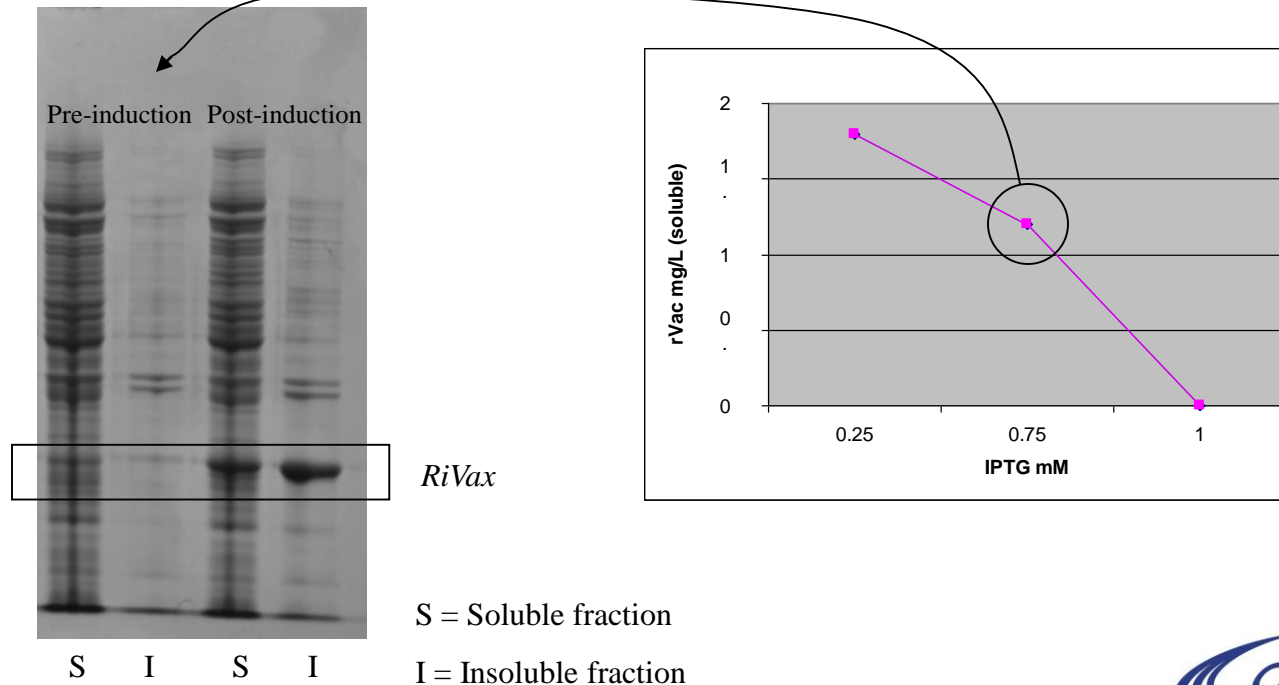 Pre-induction Post-induction
RiVax
S I S I
S = Soluble fraction
I = Insoluble fraction
rVac mg/L (soluble)
2
1
.
1
0
.
0
0.25 0.75 1
IPTG mM